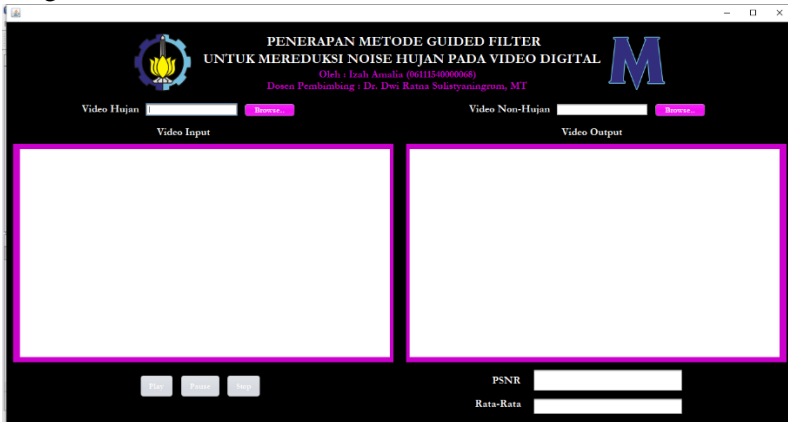 PENERAPAN METODE GUIDED FILTER
UNTUK MEREDUKSI NOISE HUJAN PADA VIDEO DIGITAL
Oleh : Izah Amalia (06111540000068)
Dosen Pembimbing : Dr. Dwi Ratna Sulistyaningrum, MT
M
Video Hujan Browse.. Video Non-Hujan Browse..
Video Input Video Output
Play Pause Stop
PSNR
Rata-Rata